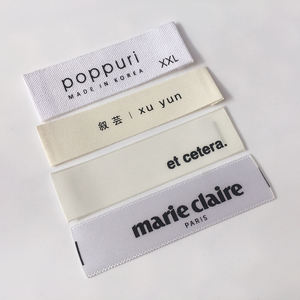 poppuri
MADE IN KOREA
XXL
叙芸 | xu yun
et cetera.
marie claire
PARIS